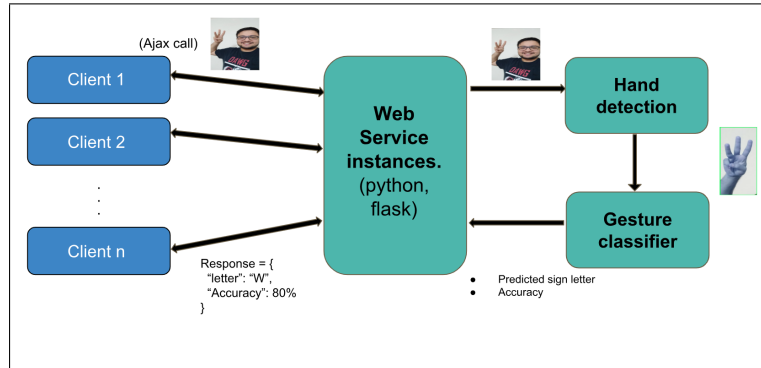 (Ajax call)
Client 1
Client 2
.
.
.
Client n
Response = {
“letter”: “W”,
“Accuracy”: 80%
}
Web
Service
instances.
(python,
flask)
Hand
detection
Gesture
classifier
● Predicted sign letter
● Accuracy